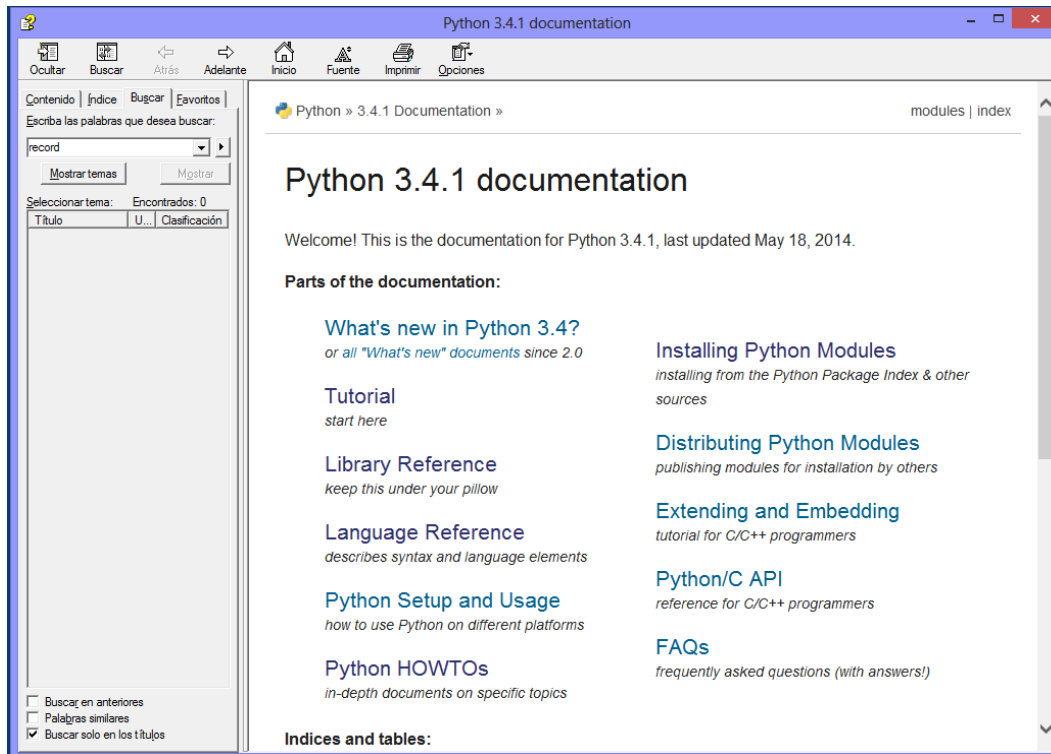 Python 3.4.1 documentation
Ocultar Buscar Atrás Adelante Inicio Fuente Imprimir Opciones
Contenido Índice Buscar Favoritos
Escriba las palabras que desea buscar:
record
Mostrar temas Mostrar
Seleccionar tema: Encontrados: 0
Título U... Clasificación
Buscar en anteriores
Palabras similares
Buscar solo en los títulos
Python » 3.4.1 Documentation » modules | index
Python 3.4.1 documentation
Welcome! This is the documentation for Python 3.4.1, last updated May 18, 2014.
Parts of the documentation:
What's new in Python 3.4?
or all "What's new" documents since 2.0
Tutorial
start here
Library Reference
keep this under your pillow
Language Reference
describes syntax and language elements
Python Setup and Usage
how to use Python on different platforms
Python HOWTOs
in-depth documents on specific topics
Installing Python Modules
installing from the Python Package Index & other
sources
Distributing Python Modules
publishing modules for installation by others
Extending and Embedding
tutorial for C/C++ programmers
Python/C API
reference for C/C++ programmers
FAQs
frequently asked questions (with answers!)
Indices and tables: